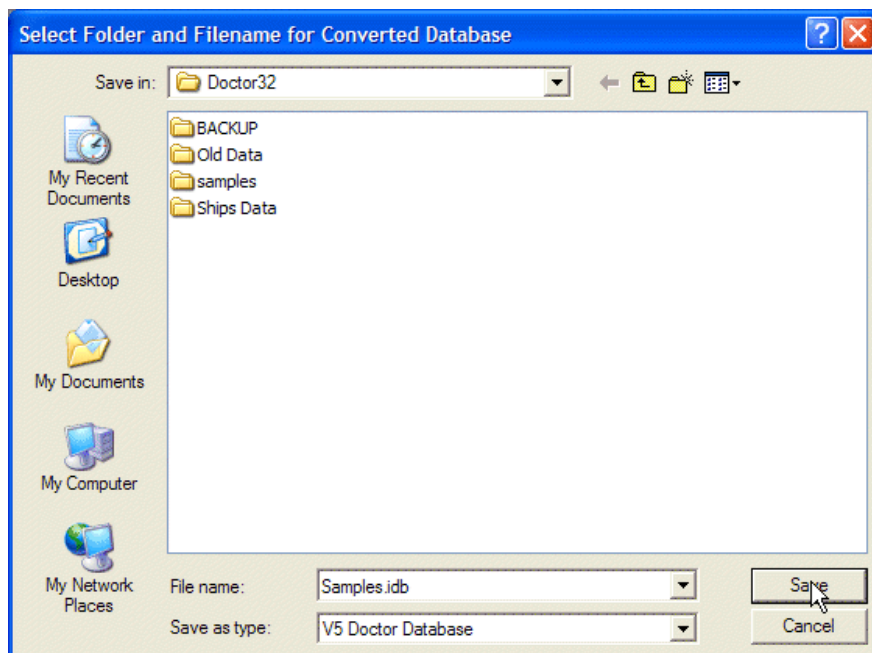 Select Folder and Filename for Converted Database
?
Save in: Doctor32
BACKUP
Old Data
samples
Ships Data
My Recent
Documents
Desktop
My Documents
My Computer
My Network
Places
File name: Samples.idb Save
Save as type: V5 Doctor Database Cancel